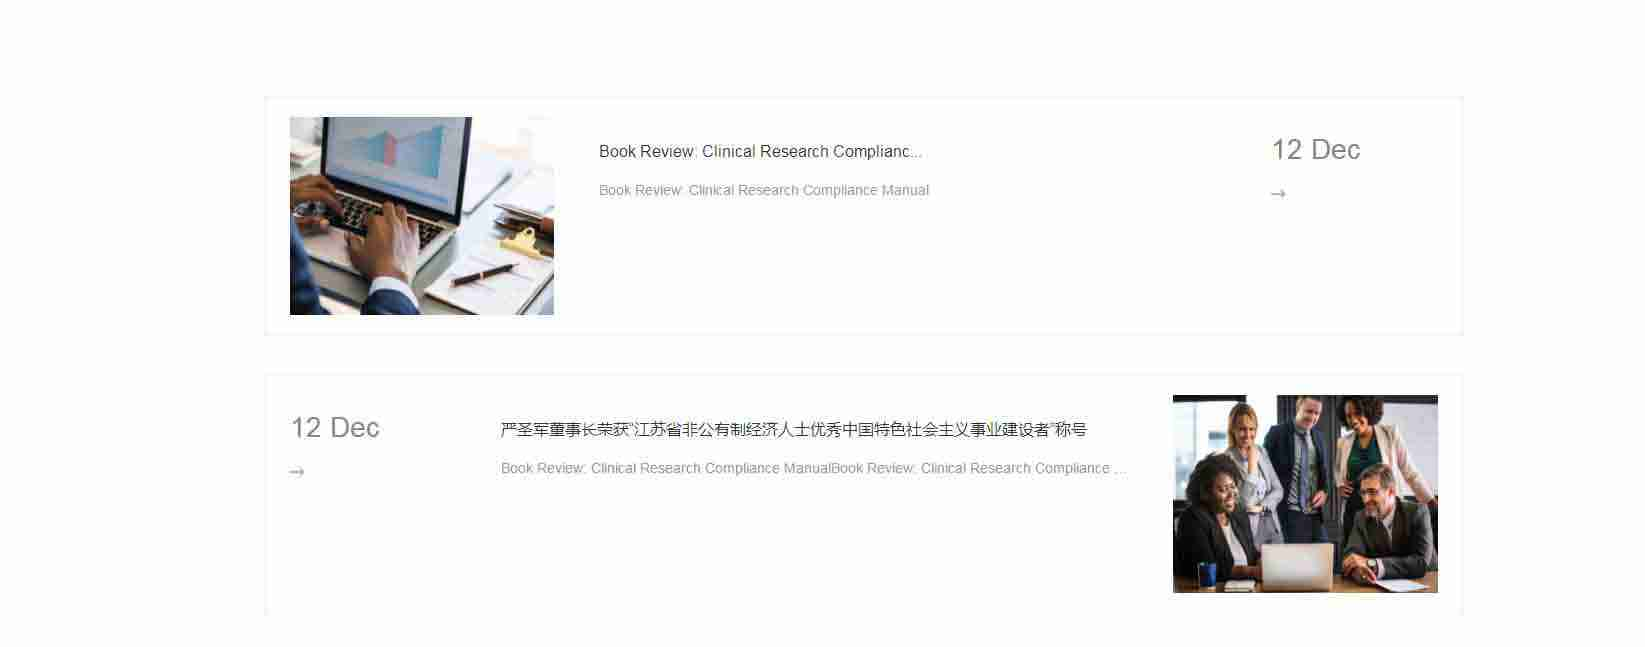 Book Review: Clinical Research Complianc...
12 Dec
Book Review: Clinical Research Compliance Manual
→
12 Dec
严圣军董事长荣获“江苏省非公有制经济人士优秀中国特色社会主义事业建设者”称号
→
Book Review: Clinical Research Compliance ManualBook Review: Clinical Research Compliance ...